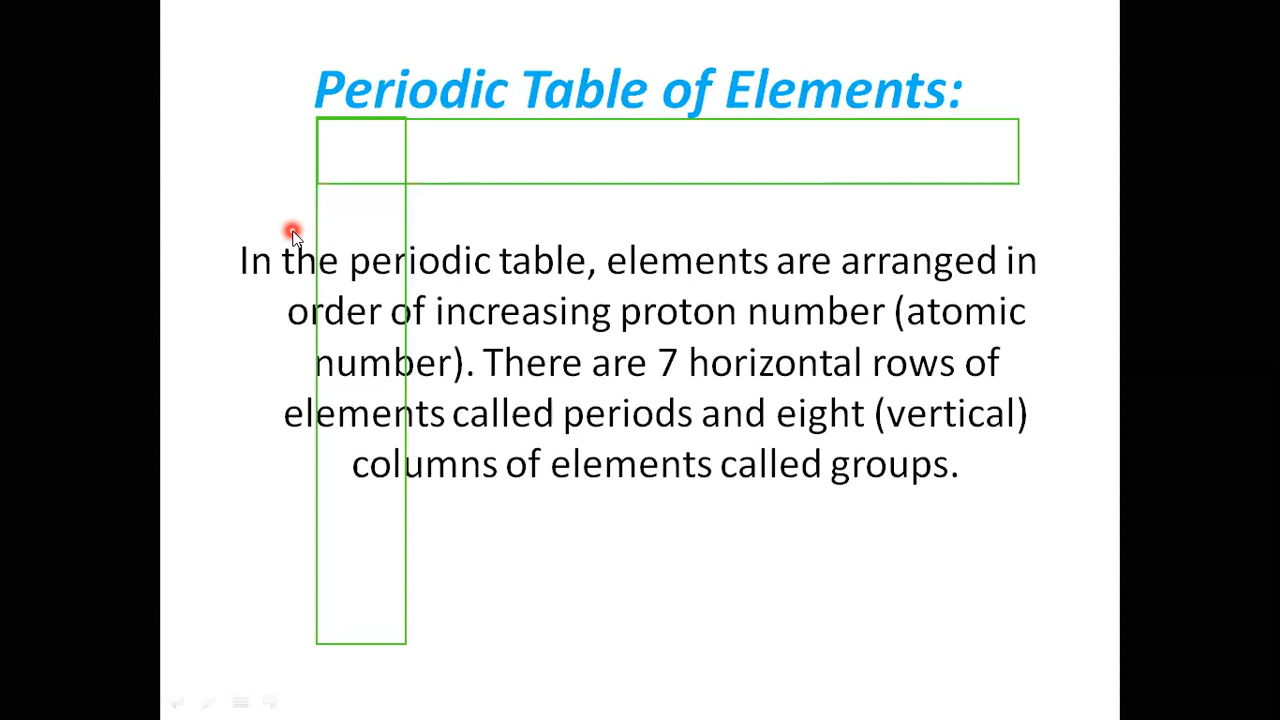 Periodic Table of Elements:
In the periodic table, elements are arranged in
order of increasing proton number (atomic
number). There are 7 horizontal rows of
elements called periods and eight (vertical)
columns of elements called groups.